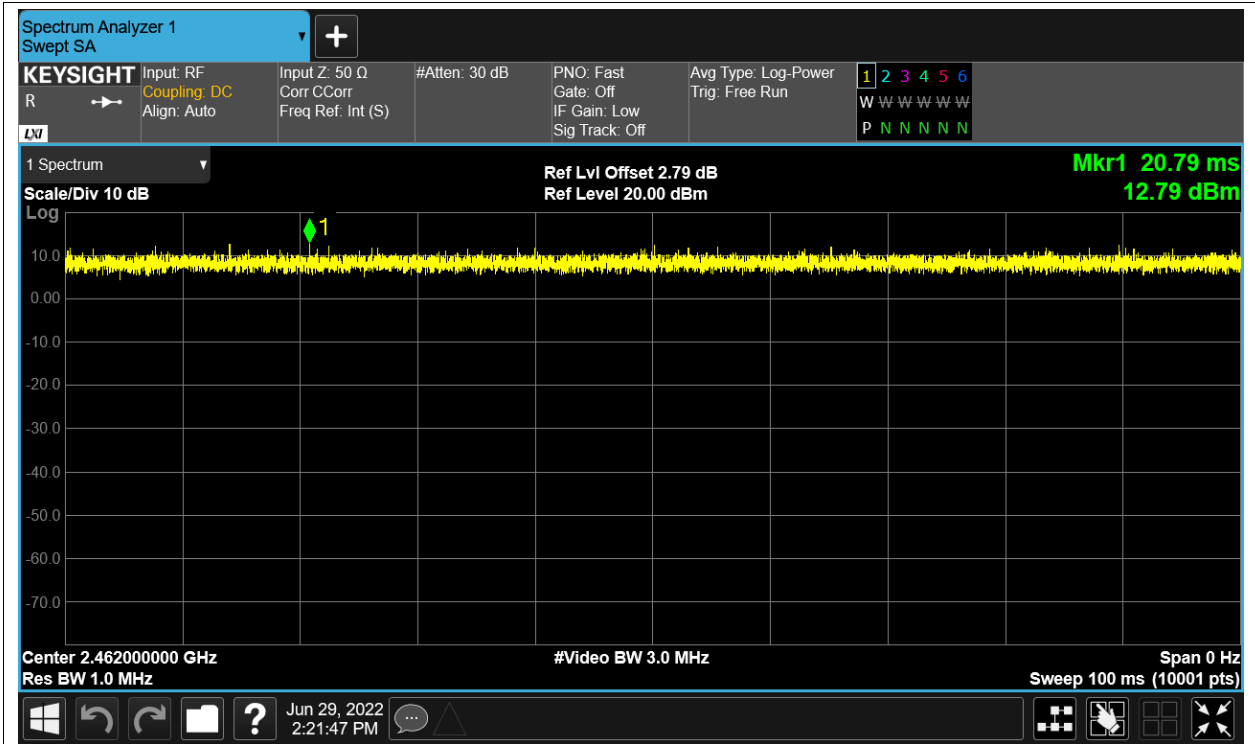 Spectrum Analyzer 1
Swept SA
+
KEYSIGHT
R
LXI
Input: RF
Coupling: DC
Align: Auto
Input Z: 50 Ω
Corr CCorr
Freq Ref: Int (S)
#Atten: 30 dB
PNO: Fast
Gate: Off
IF Gain: Low
Sig Track: Off
Avg Type: Log-Power
Trig: Free Run
1 2 3 4 5 6
W W W W W W
P N N N N N
1 Spectrum
Scale/Div 10 dB
Log
Ref Lvl Offset 2.79 dB
Ref Level 20.00 dBm
Mkr1 20.79 ms
12.79 dBm
1
10.0
0.00
-10.0
-20.0
-30.0
-40.0
-50.0
-60.0
-70.0
Center 2.462000000 GHz
Res BW 1.0 MHz
#Video BW 3.0 MHz
Span 0 Hz
Sweep 100 ms (10001 pts)
?
Jun 29, 2022
2:21:47 PM